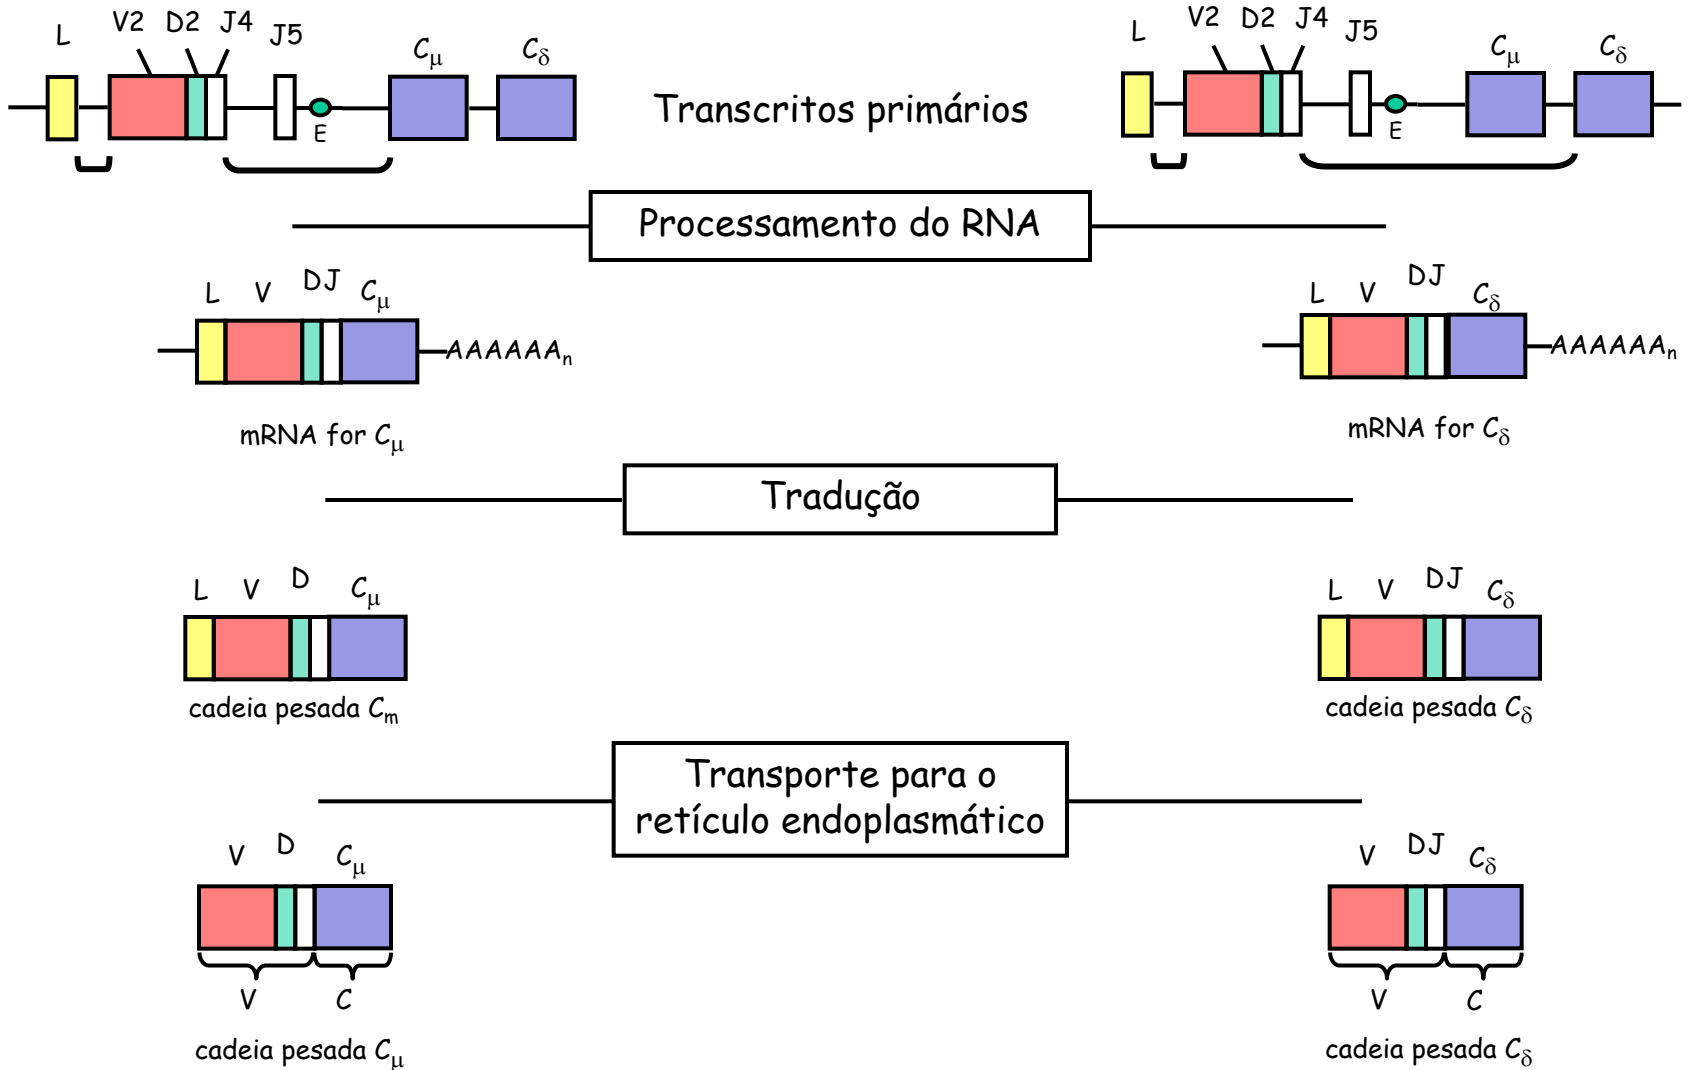 L V2 D2 J4 J5 Cμ Cδ
E
Transcritos primários
L V2 D2 J4 J5 Cμ Cδ
E
Processamento do RNA
L V DJ Cμ
AAAAAAn
mRNA for Cμ
L V DJ Cδ
AAAAAAn
mRNA for Cδ
Tradução
L V D Cμ
cadeia pesada Cm
L V DJ Cδ
cadeia pesada Cδ
Transporte para o
retículo endoplasmático
V D Cμ
V C
cadeia pesada Cμ
V DJ Cδ
V C
cadeia pesada Cδ